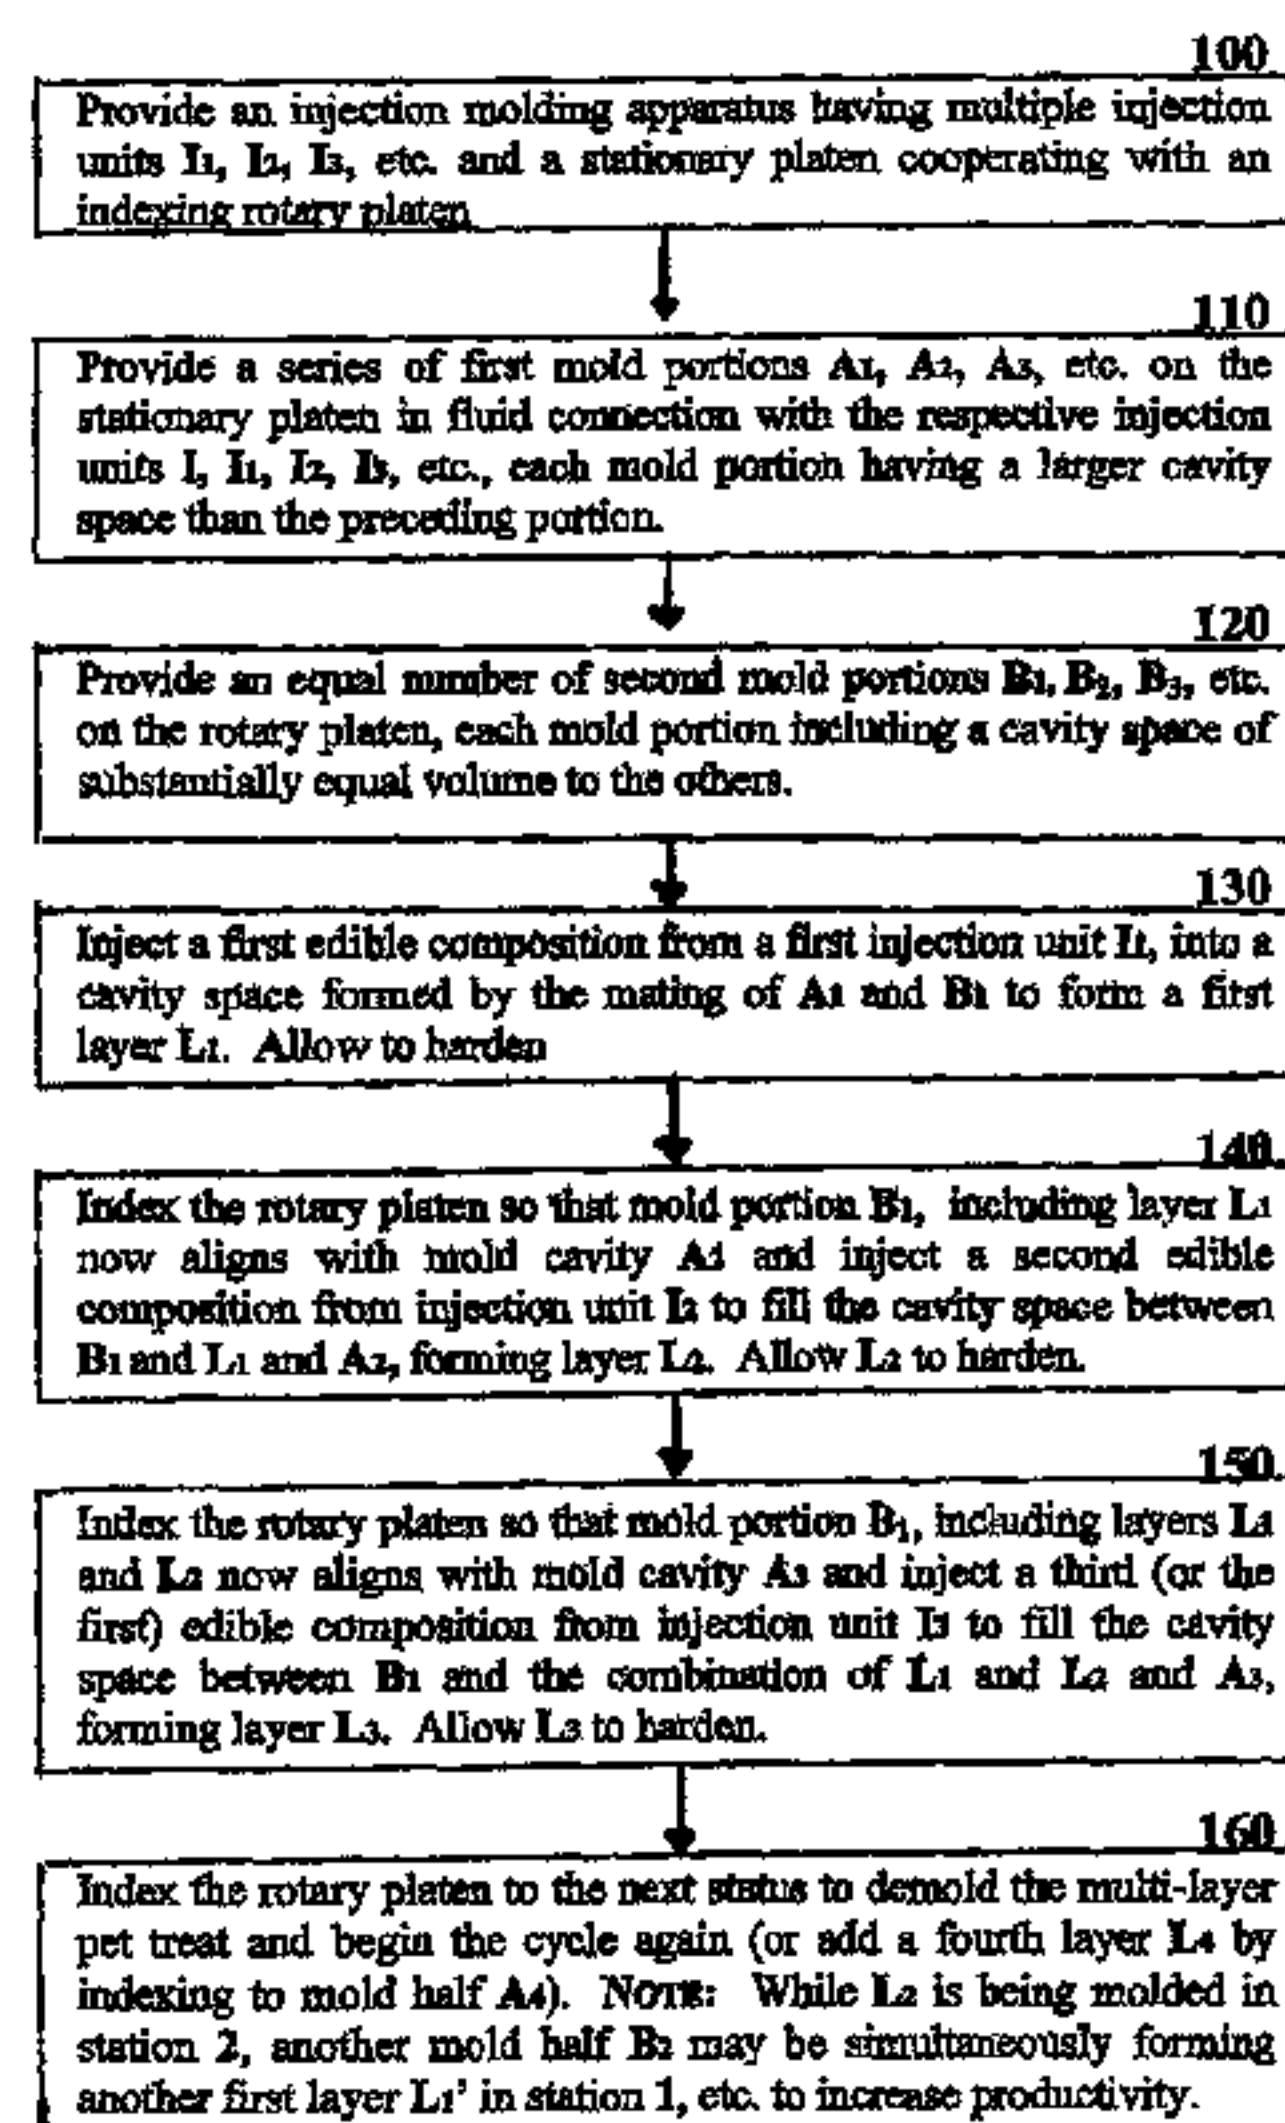 100
Provide an injection molding apparatus having multiple injection
units I1, I2, I3, etc. and a stationary platen cooperating with an
indexing rotary platen
110
Provide a series of first mold portions A1, A2, A3, etc. on the
stationary platen in fluid connection with the respective injection
units I, I1, I2, I3, etc., each mold portion having a larger cavity
space than the preceding portion.
120
Provide an equal number of second mold portions B1, B2, B3, etc.
on the rotary platen, each mold portion including a cavity space of
substantially equal volume to the others.
130
Inject a first edible composition from a first injection unit I1, into a
cavity space formed by the mating of A1 and B1 to form a first
layer L1. Allow to harden
140
Index the rotary platen so that mold portion B1, including layer L1
now aligns with mold cavity A2 and inject a second edible
composition from injection unit I2 to fill the cavity space between
B1 and L1 and A2, forming layer L2. Allow L2 to harden.
150
Index the rotary platen so that mold portion B1, including layers L1
and L2 now aligns with mold cavity A3 and inject a third (or the
first) edible composition from injection unit I3 to fill the cavity
space between B1 and the combination of L1 and L2 and A3,
forming layer L3. Allow L3 to harden.
160
Index the rotary platen to the next status to demold the multi-layer
pet treat and begin the cycle again (or add a fourth layer L4 by
indexing to mold half A4). NOTE: While L2 is being molded in
station 2, another mold half B2 may be simultaneously forming
another first layer L1' in station 1, etc. to increase productivity.